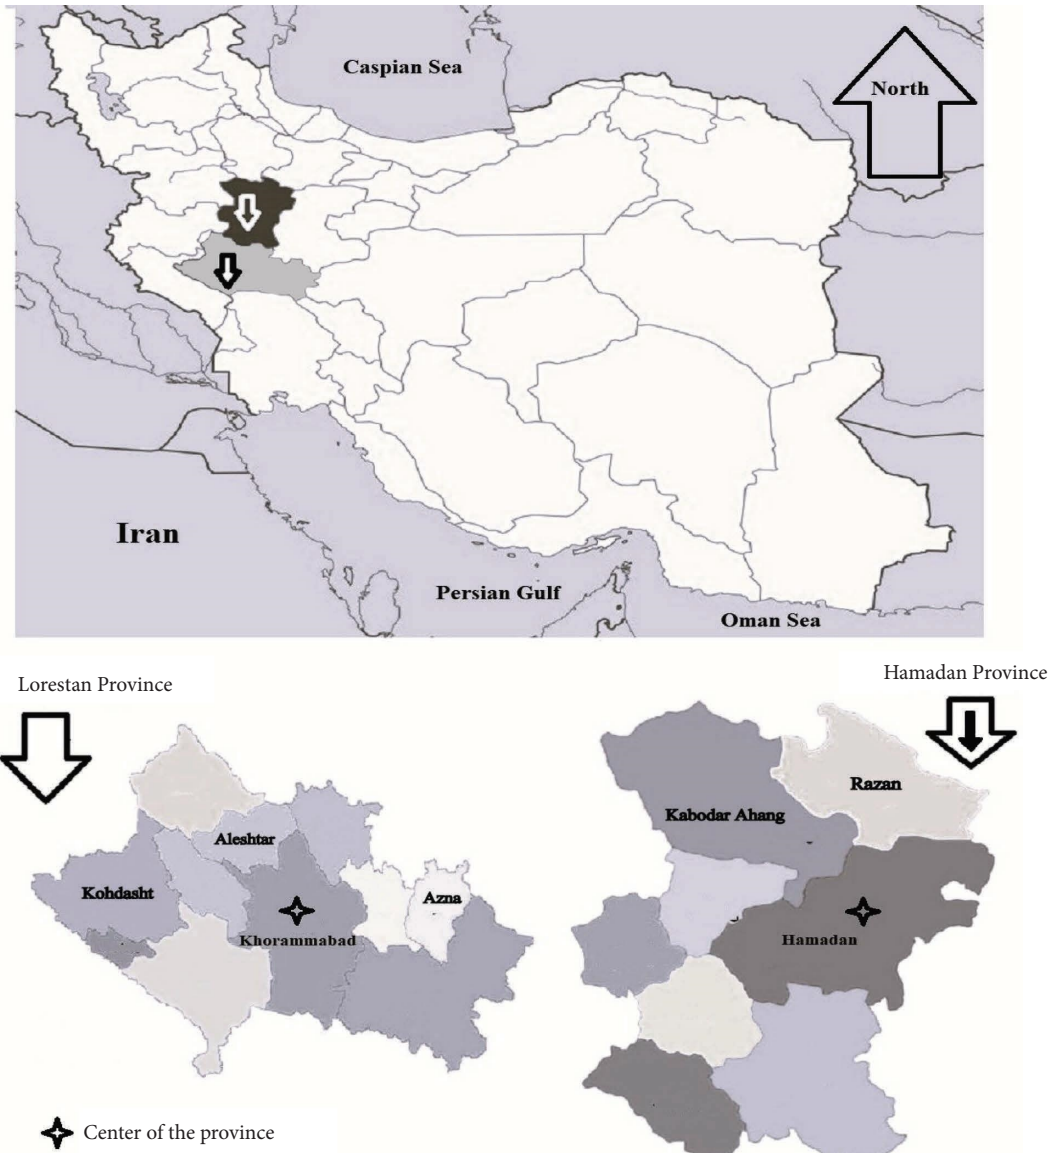 Caspian Sea
North
Iran
Persian Gulf
Oman Sea
Lorestan Province
Hamadan Province
Razan
Kabodar Ahang
Aleshtar
Kohdasht
Azna
Khorammabad
Hamadan
Center of the province